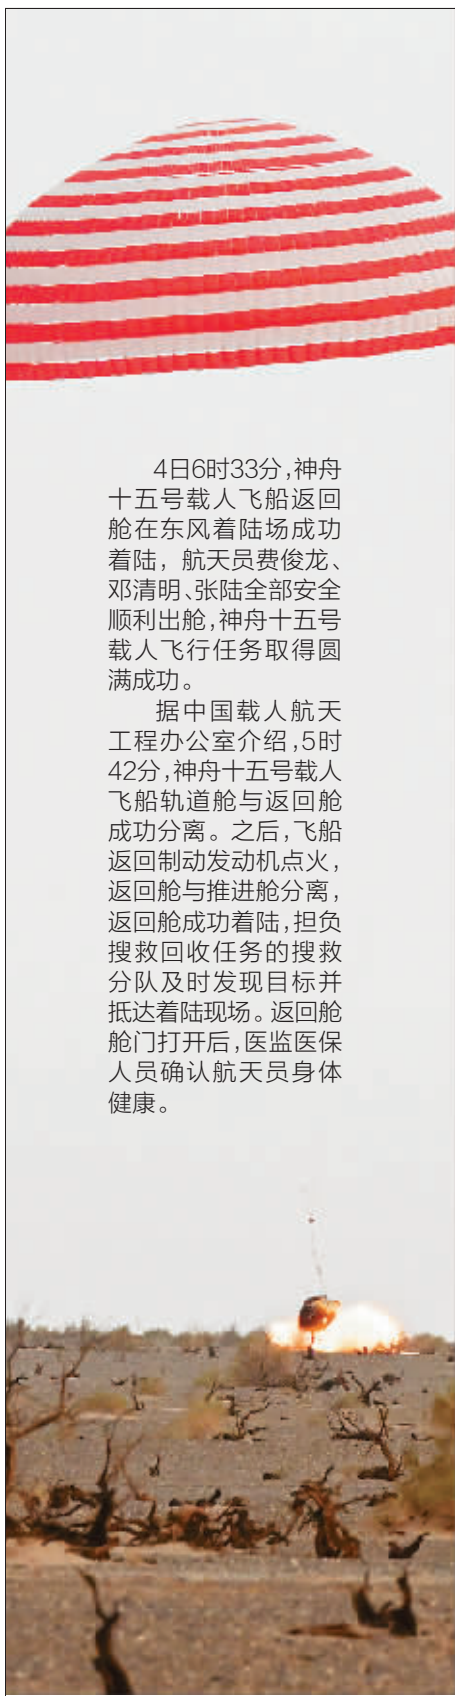 4日6时33分，神舟
十五号载人飞船返回
舱在东风着陆场成功
着陆，航天员费俊龙、
邓清明、张陆全部安全
顺利出舱，神舟十五号
载人飞行任务取得圆
满成功。
据中国载人航天
工程办公室介绍，5时
42分，神舟十五号载人
飞船轨道舱与返回舱
成功分离。之后，飞船
返回制动发动机点火，
返回舱与推进舱分离，
返回舱成功着陆，担负
搜救回收任务的搜救
分队及时发现目标并
抵达着陆现场。返回舱
舱门打开后，医监医保
人员确认航天员身体
健康。